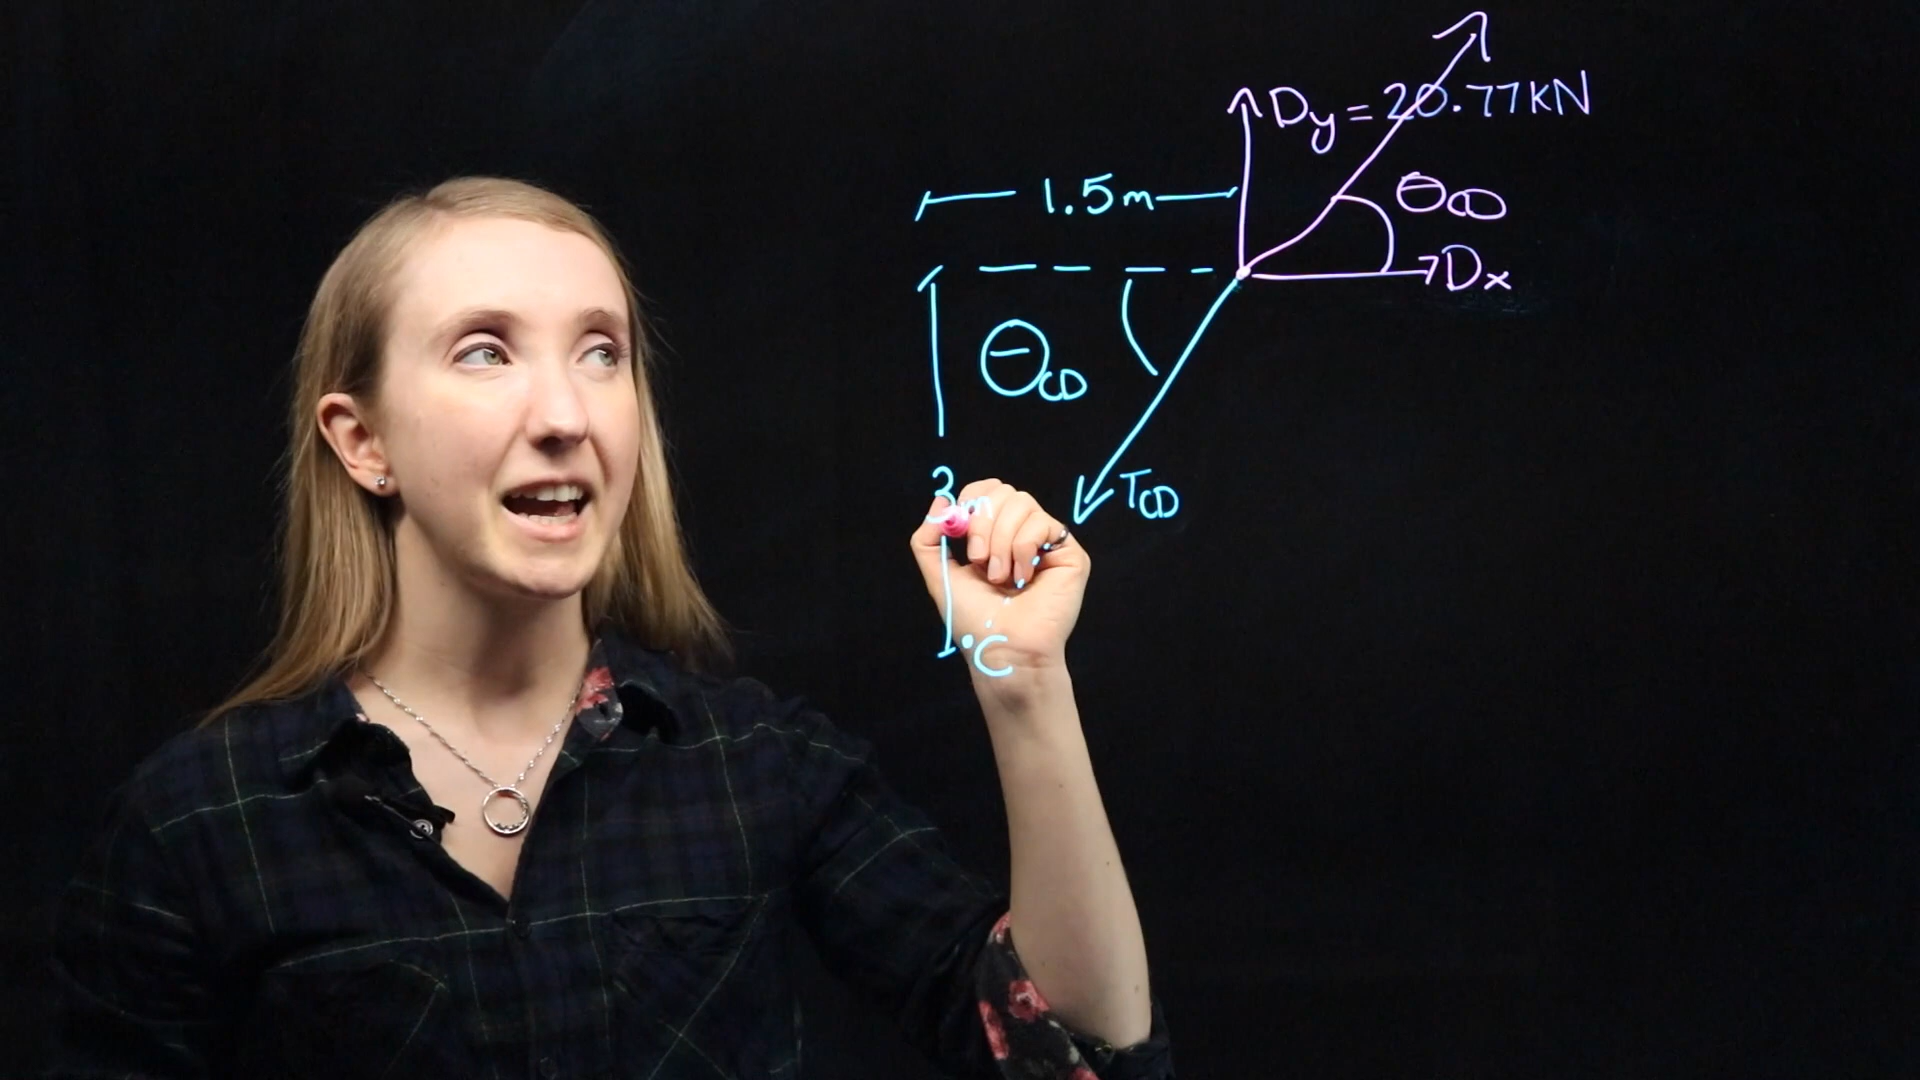 Dy = 20.77KN
1.5m
θCD
Dx
θCD
3m
TCD
C